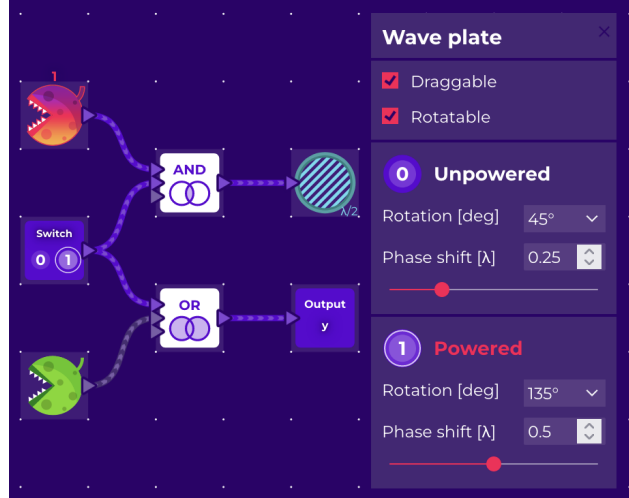 1
AND
λ/2
Switch
0 1
OR
Output
y
Wave plate
Draggable
Rotatable
0 Unpowered
Rotation [deg] 45°
Phase shift [λ] 0.25
1 Powered
Rotation [deg] 135°
Phase shift [λ] 0.5